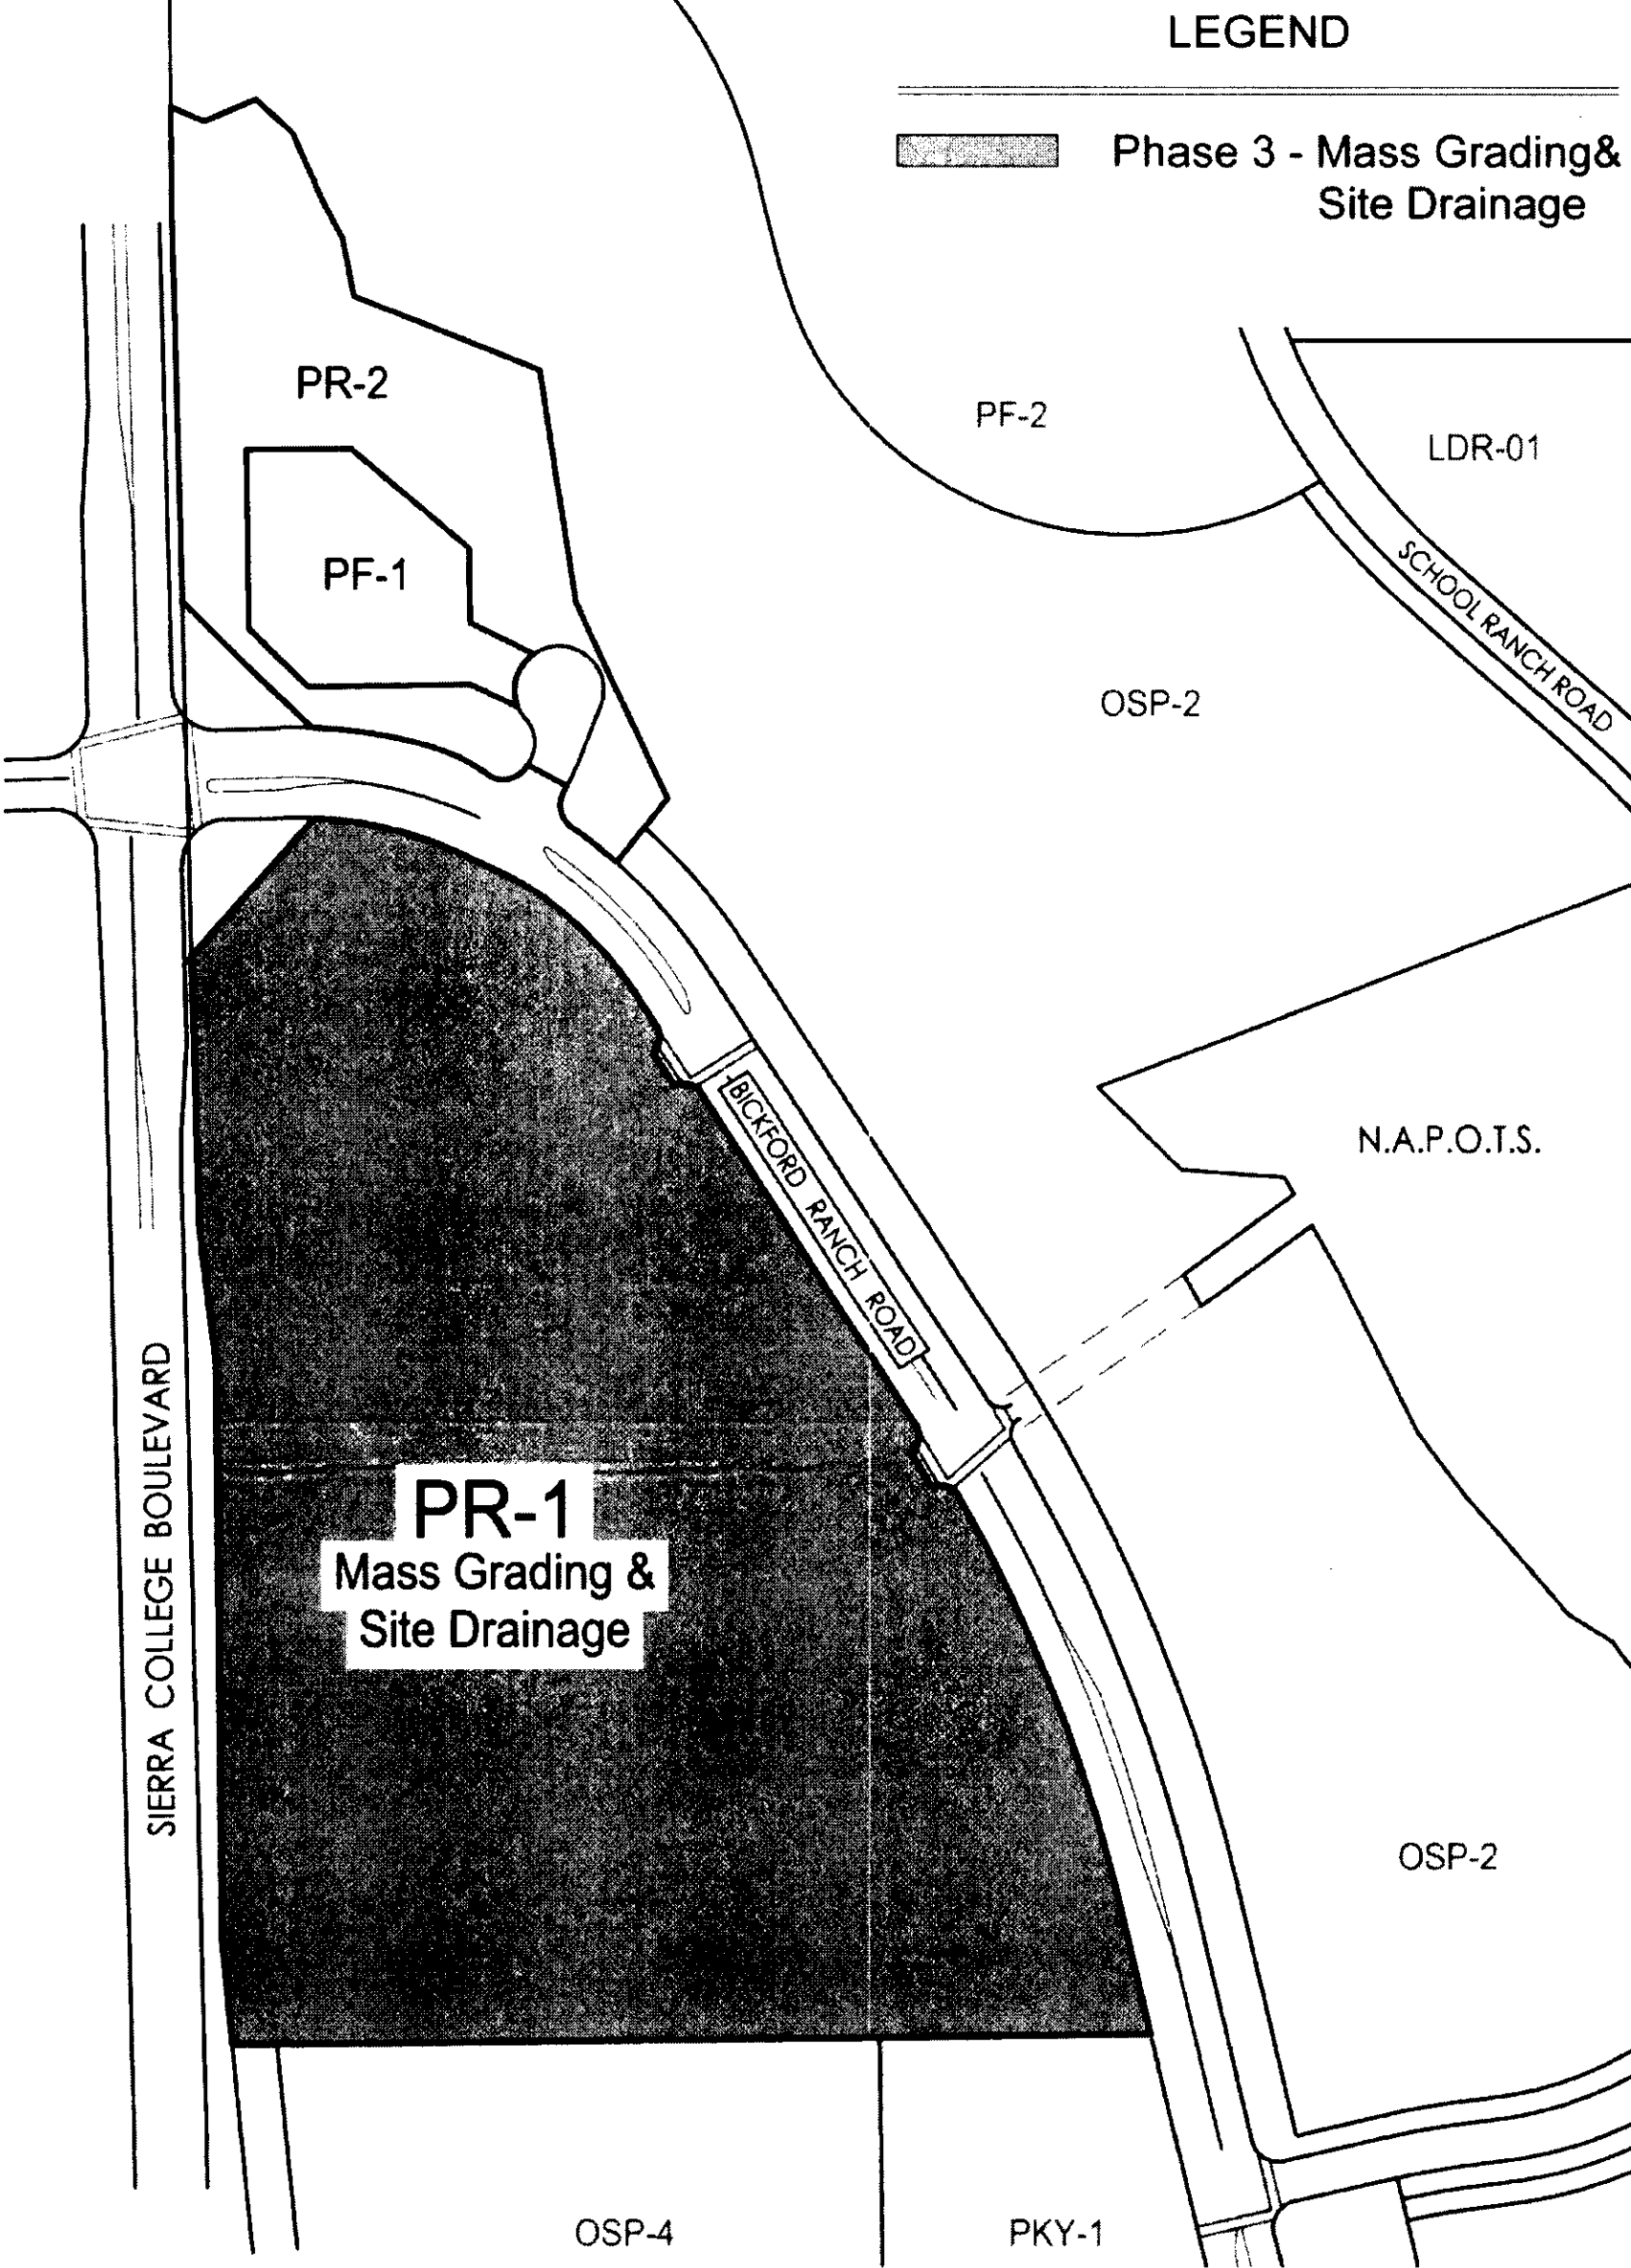 LEGEND
Phase 3 - Mass Grading&
Site Drainage
PR-2
PF-2
LDR-01
PF-1
SCHOOL RANCH ROAD
OSP-2
BICKFORD RANCH ROAD
N.A.P.O.T.S.
SIERRA COLLEGE BOULEVARD
PR-1
Mass Grading &
Site Drainage
OSP-2
OSP-4
PKY-1